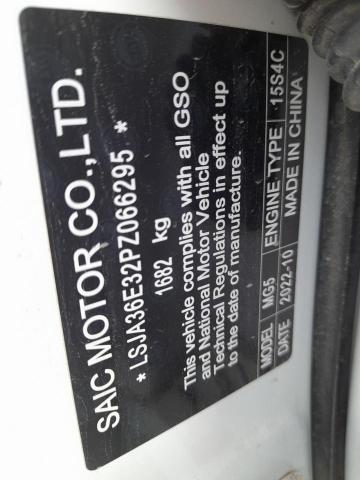 SAIC MOTOR CO.,LTD.
* LSJA36E32PZ066295 *
1682 kg
This vehicle complies with all GSO
and National Motor Vehicle
Technical Regulations in effect up
to the date of manufacture.
MODEL MG5 ENGINE TYPE 15S4C
DATE 2022-10 MADE IN CHINA